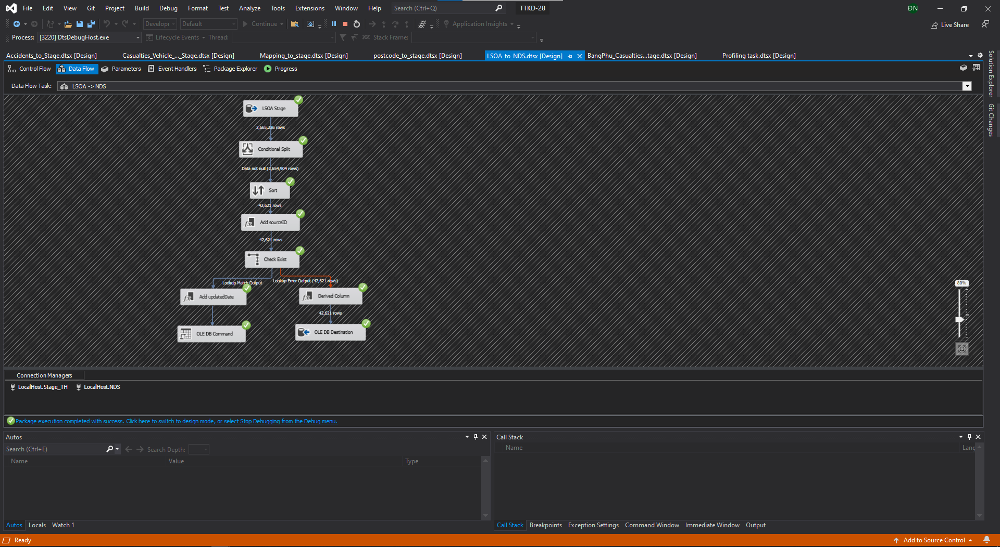 File Edit View Git Project Build Debug Format Test Analyze Tools Extensions Window Help Search (Ctrl+Q) TTKD-28 ĐN
Developi Default Continue Application Insights Live Share
Process: [3220] DtsDebugHost.exe Lifecycle Events Thread: Stack Frame:
Accidents_to_Stage.dtsx [Design] Casualties_Vehicle_..._Stage.dtsx [Design] Mapping_to_stage.dtsx [Design] postcode_to_stage.dtsx [Design] LSOA_to_NDS.dtsx [Design] BangPhu_Casualties...tage.dtsx [Design] Profiling task.dtsx [Design]
Control Flow Data Flow Parameters Event Handlers Package Explorer Progress
Data Flow Task: LSOA -> NDS
Solution Explorer
Git Changes
LSOA Stage
2,665,236 rows
Conditional Split
Data not null (2,654,904 rows)
Sort
42,621 rows
Add sourceID
42,621 rows
Check Exist
Lookup Match Output Lookup Error Output (42,621 rows)
Add updatedDate Derived Column
42,621 rows
OLE DB Command OLE DB Destination
80%
Connection Managers
LocalHost.Stage_TH LocalHost.NDS
Package execution completed with success. Click here to switch to design mode, or select Stop Debugging from the Debug menu.
Autos Call Stack
Search (Ctrl+E) Search Depth: Name Lang
Name Value Type
Autos Locals Watch 1 Call Stack Breakpoints Exception Settings Command Window Immediate Window Output
Ready Add to Source Control